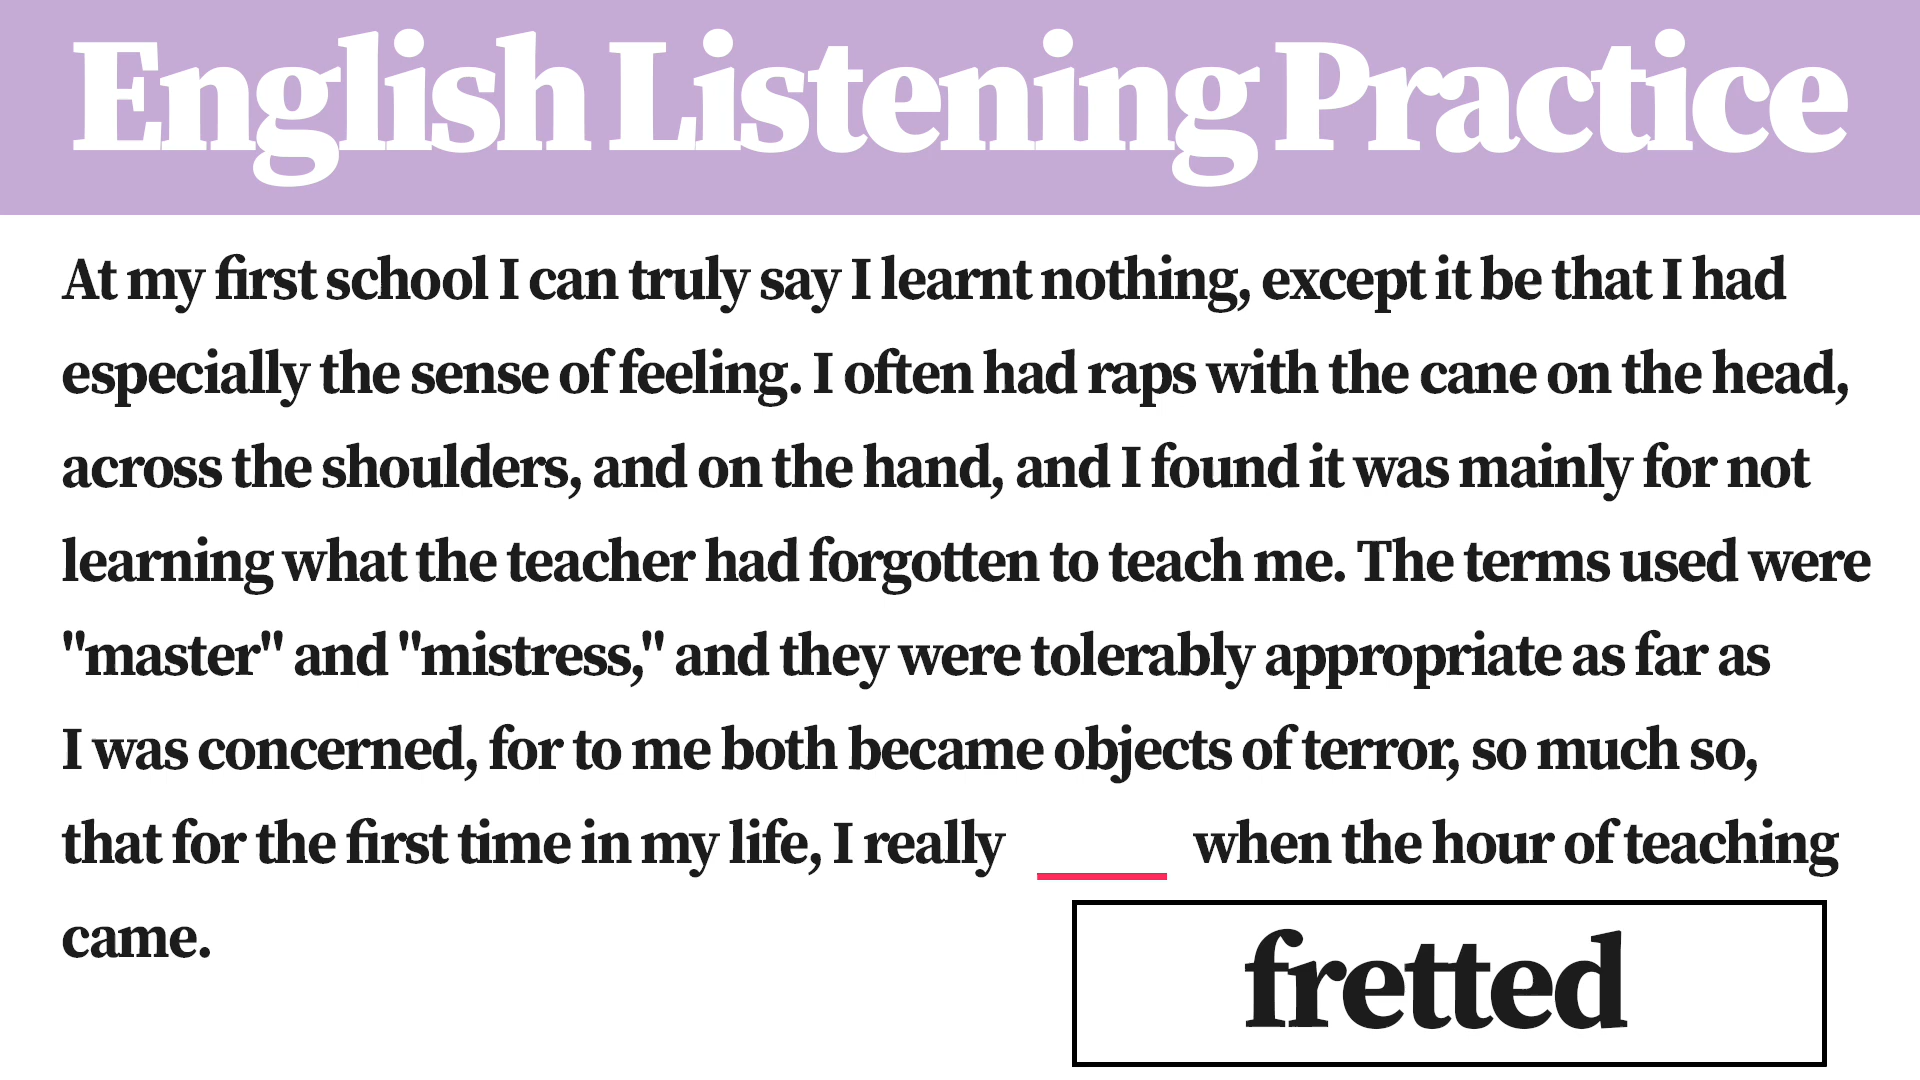 English Listening Practice
At my first school I can truly say I learnt nothing, except it be that I had
especially the sense of feeling. I often had raps with the cane on the head,
across the shoulders, and on the hand, and I found it was mainly for not
learning what the teacher had forgotten to teach me. The terms used were
"master" and "mistress," and they were tolerably appropriate as far as
I was concerned, for to me both became objects of terror, so much so,
that for the first time in my life, I really ____ when the hour of teaching
came.
fretted